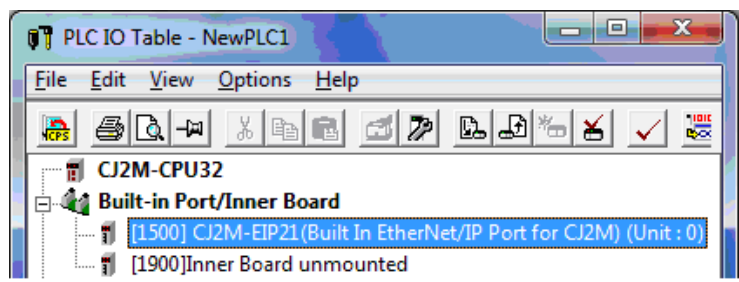 PLC IO Table - NewPLC1
File Edit View Options Help
CPS
CJ2M-CPU32
Built-in Port/Inner Board
[1500] CJ2M-EIP21(Built In EtherNet/IP Port for CJ2M) (Unit : 0)
[1900]Inner Board unmounted